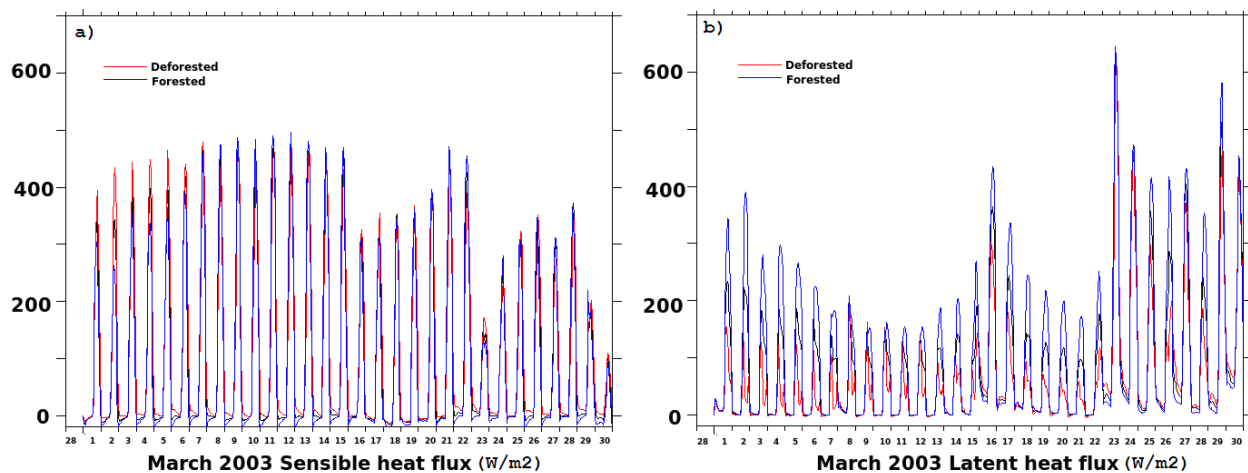 a)
Deforested
Forested
600
400
200
0
28 1 2 3 4 5 6 7 8 9 10 11 12 13 14 15 16 17 18 19 20 21 22 23 24 25 26 27 28 29 30
March 2003 Sensible heat flux (W/m2)
b)
Deforested
Forested
600
400
200
0
28 1 2 3 4 5 6 7 8 9 10 11 12 13 14 15 16 17 18 19 20 21 22 23 24 25 26 27 28 29 30
March 2003 Latent heat flux (W/m2)